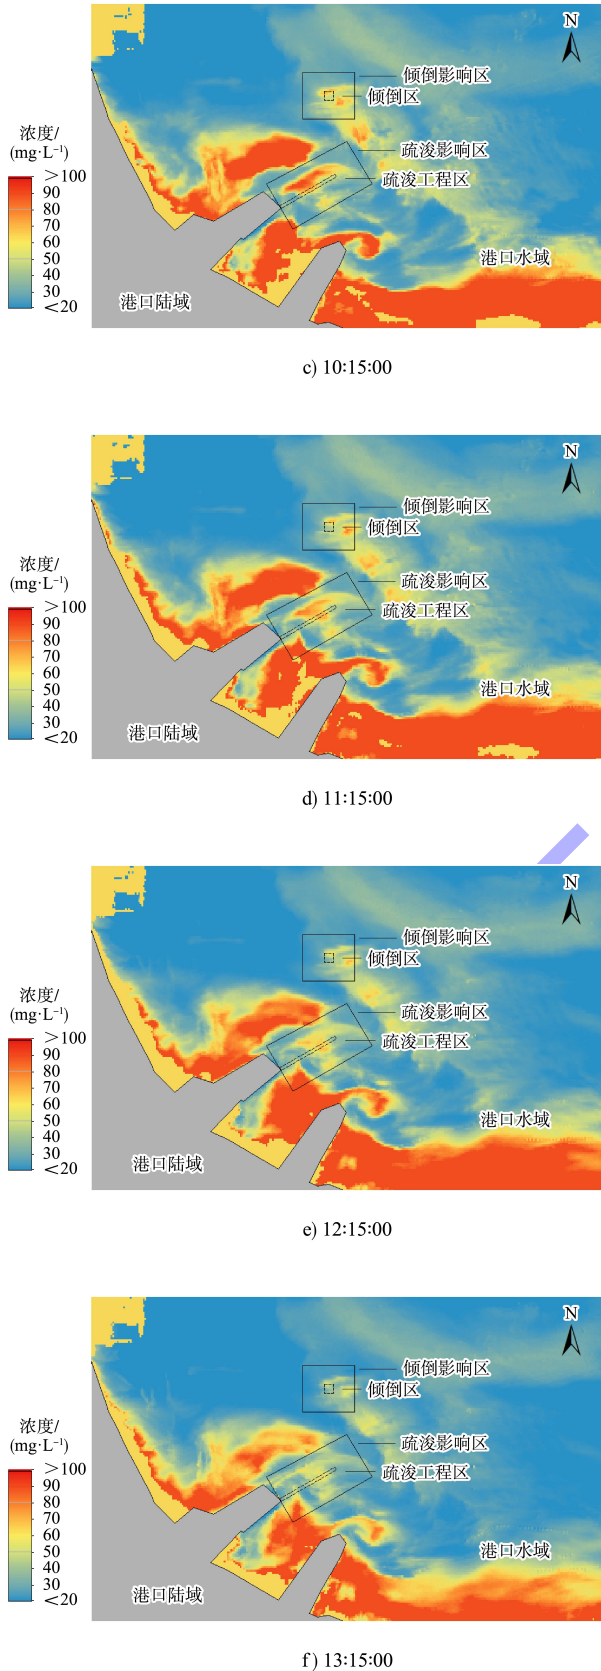 N
倾倒影响区
倾倒区
浓度/
(mg·L⁻¹)
疏浚影响区
>100
疏浚工程区
90
80
70
60
港口水域
50
40
30
港口陆域
<20
c) 10:15:00
N
倾倒影响区
倾倒区
浓度/
(mg·L⁻¹)
疏浚影响区
>100
疏浚工程区
90
80
70
60
港口水域
50
40
30
港口陆域
<20
d) 11:15:00
N
倾倒影响区
倾倒区
浓度/
(mg·L⁻¹)
疏浚影响区
>100
疏浚工程区
90
80
70
60
港口水域
50
40
30
港口陆域
<20
e) 12:15:00
N
倾倒影响区
倾倒区
浓度/
(mg·L⁻¹)
疏浚影响区
>100
疏浚工程区
90
80
70
60
港口水域
50
40
30
港口陆域
<20
f) 13:15:00